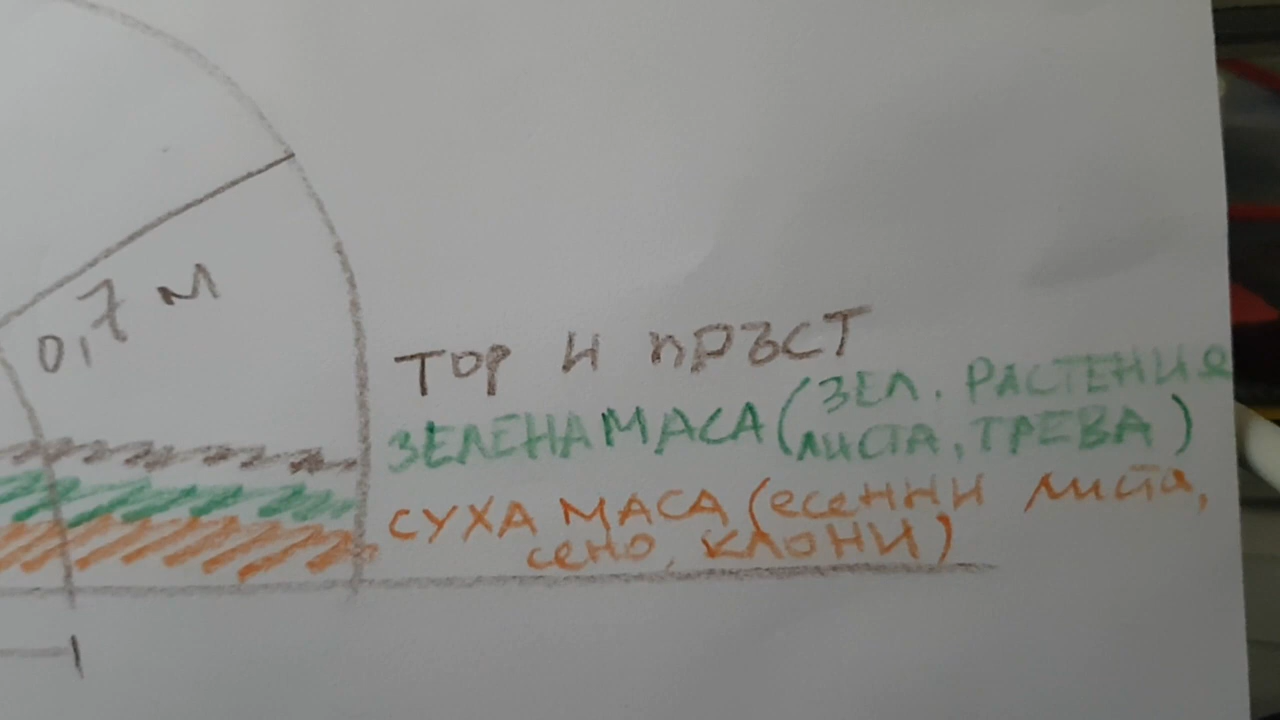 0,7 м
ТОР И ПРЪСТ
ЗЕЛЕНА МАСА (ЗЕЛ. РАСТЕНИЯ
ЛИСТА, ТРЕВА)
СУХА МАСА (есенни листа,
сено, клони)